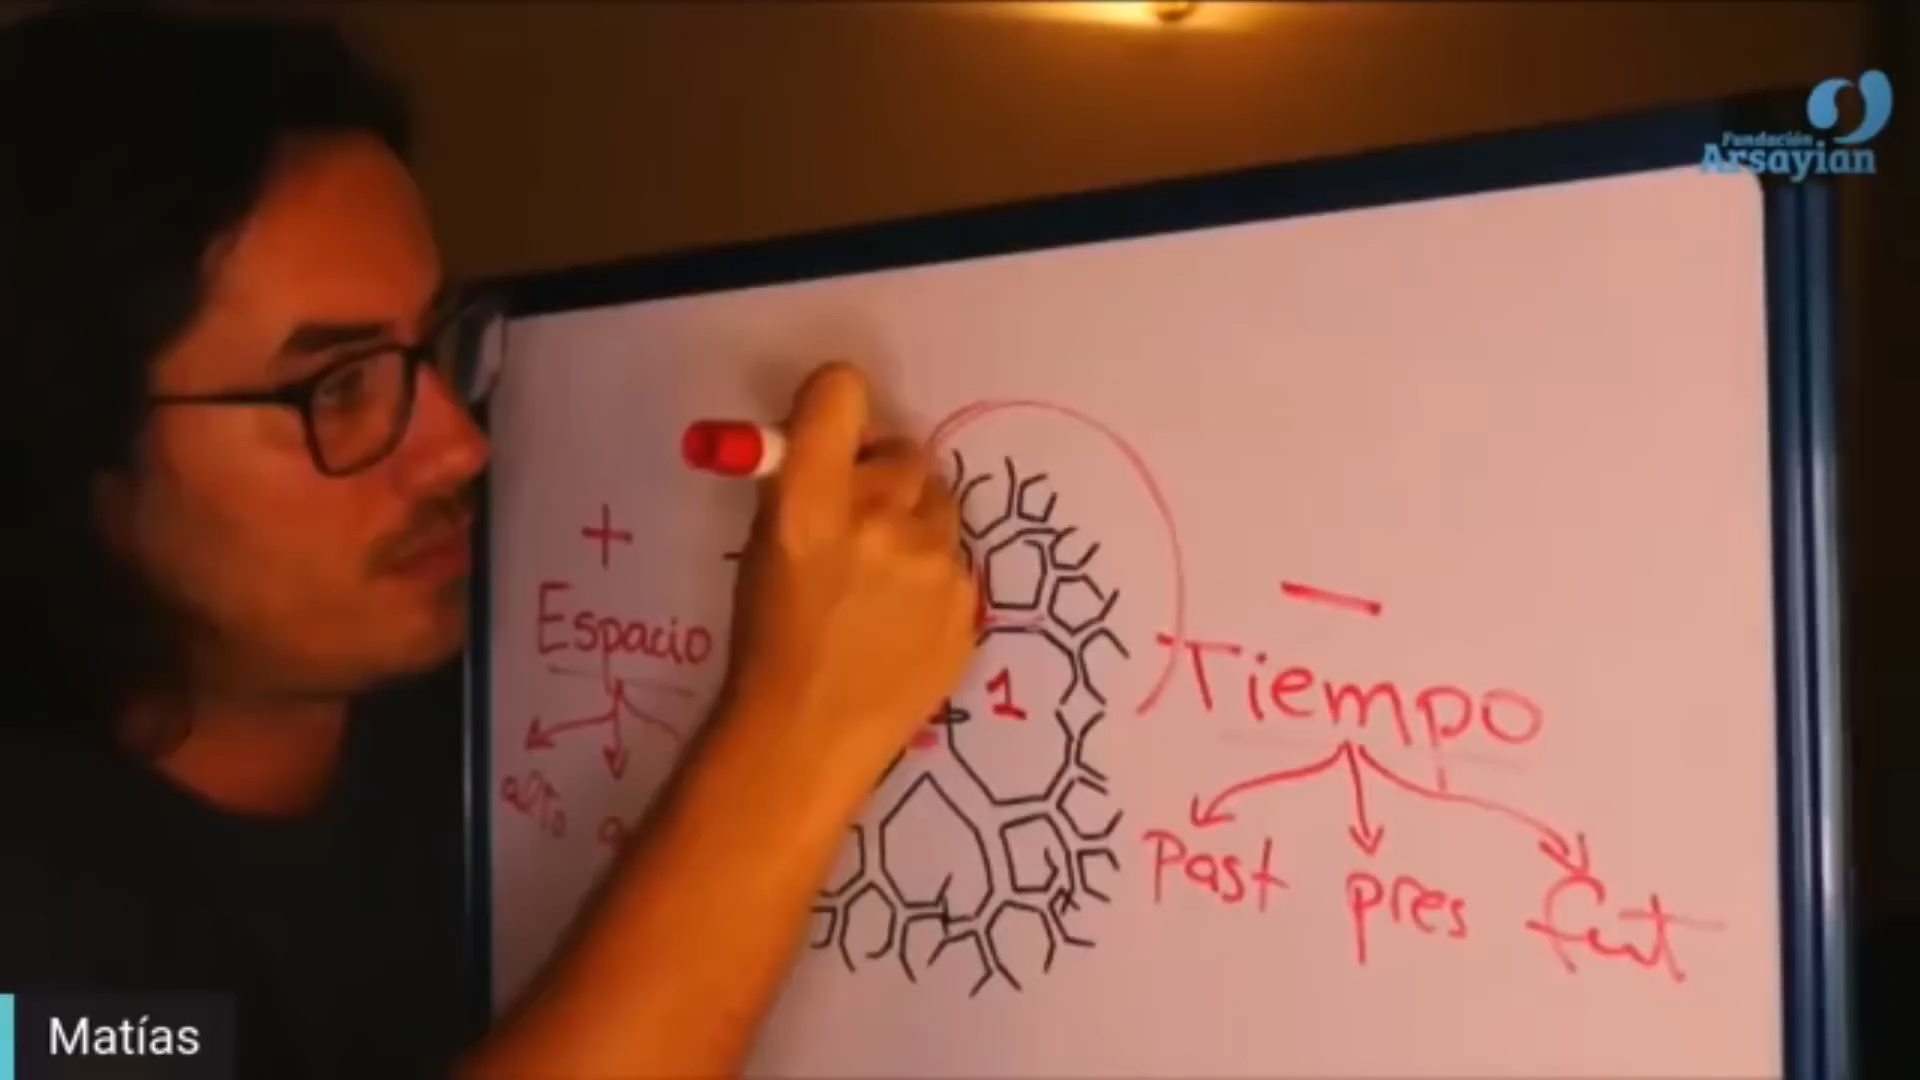 Fundación
Arsayian
+
Espacio
alto
1
–
Tiempo
Past pres fut
Matías